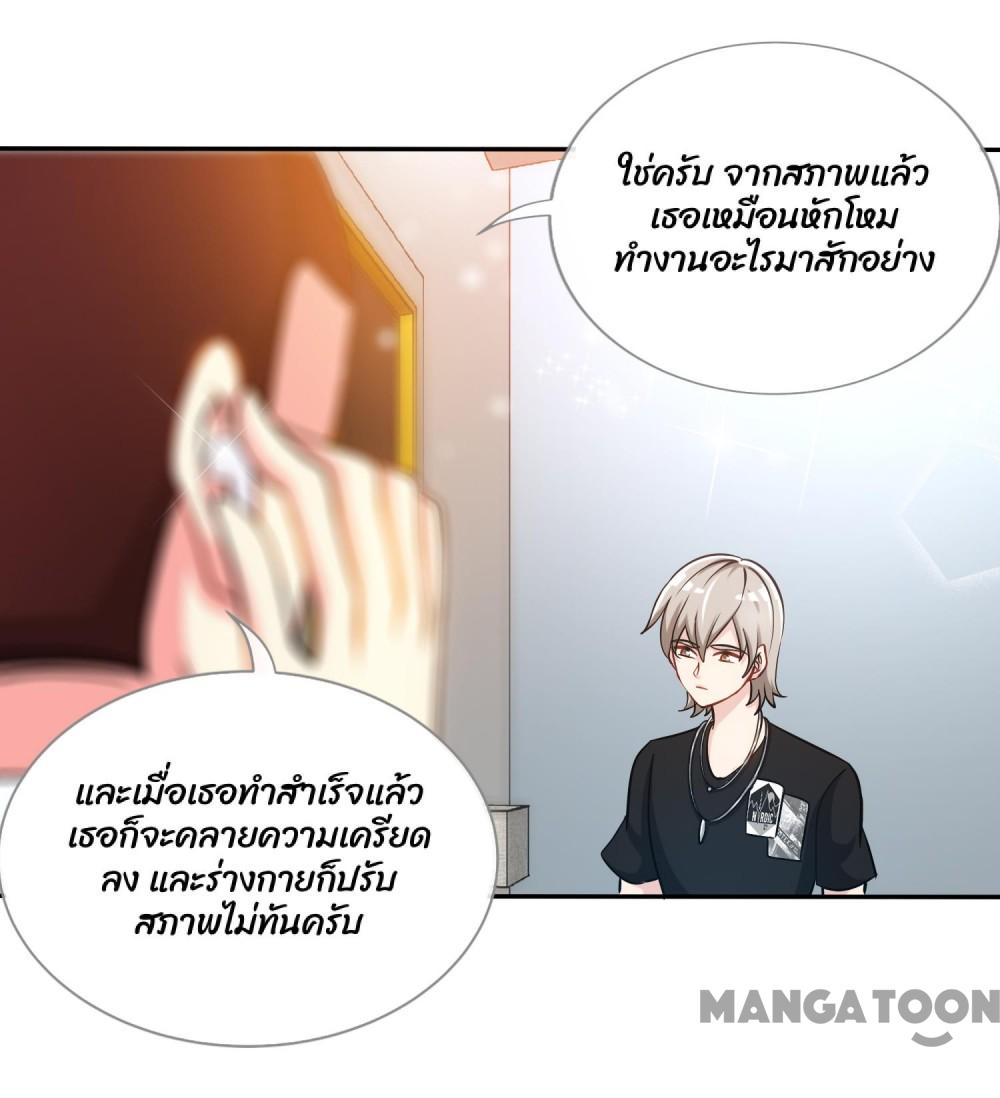 ใช่ครับ จากสภาพแล้ว
เธอเหมือนหักโหม
ทำงานอะไรมาสักอย่าง
และเมื่อเธอทำสำเร็จแล้ว
เธอก็จะคลายความเครียด
ลง และร่างกายก็ปรับ
สภาพไม่ทันครับ
MANGATOON